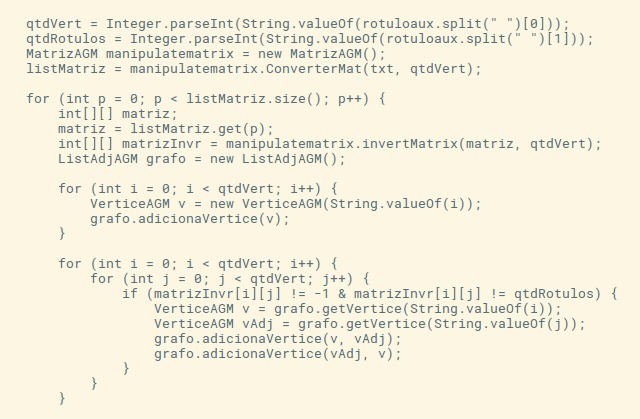 qtdVert = Integer.parseInt(String.valueOf(rotuloaux.split(" ")[0]));
qtdRotulos = Integer.parseInt(String.valueOf(rotuloaux.split(" ")[1]));
MatrizAGM manipulatematrix = new MatrizAGM();
listMatriz = manipulatematrix.ConverterMat(txt, qtdVert);

for (int p = 0; p < listMatriz.size(); p++) {
    int[][] matriz;
    matriz = listMatriz.get(p);
    int[][] matrizInvr = manipulatematrix.invertMatrix(matriz, qtdVert);
    ListAdjAGM grafo = new ListAdjAGM();

    for (int i = 0; i < qtdVert; i++) {
        VerticeAGM v = new VerticeAGM(String.valueOf(i));
        grafo.adicionaVertice(v);
    }

    for (int i = 0; i < qtdVert; i++) {
        for (int j = 0; j < qtdVert; j++) {
            if (matrizInvr[i][j] != -1 & matrizInvr[i][j] != qtdRotulos) {
                VerticeAGM v = grafo.getVertice(String.valueOf(i));
                VerticeAGM vAdj = grafo.getVertice(String.valueOf(j));
                grafo.adicionaVertice(v, vAdj);
                grafo.adicionaVertice(vAdj, v);
            }
        }
    }